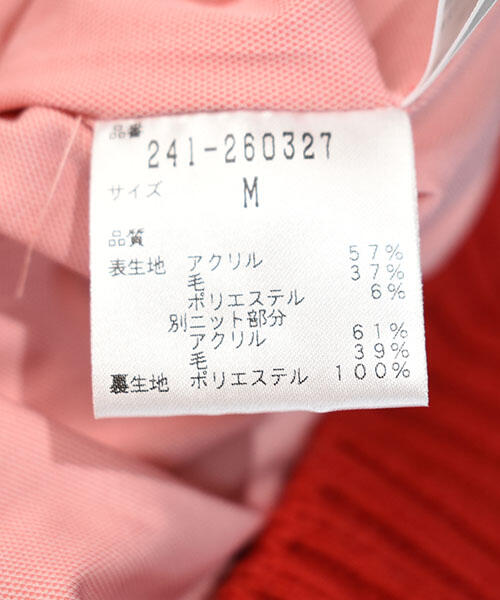 品番
241-260327
サイズ
M
品質
表生地 アクリル 57%
毛 37%
ポリエステル 6%
別ニット部分
アクリル 61%
毛 39%
裏生地 ポリエステル 100%